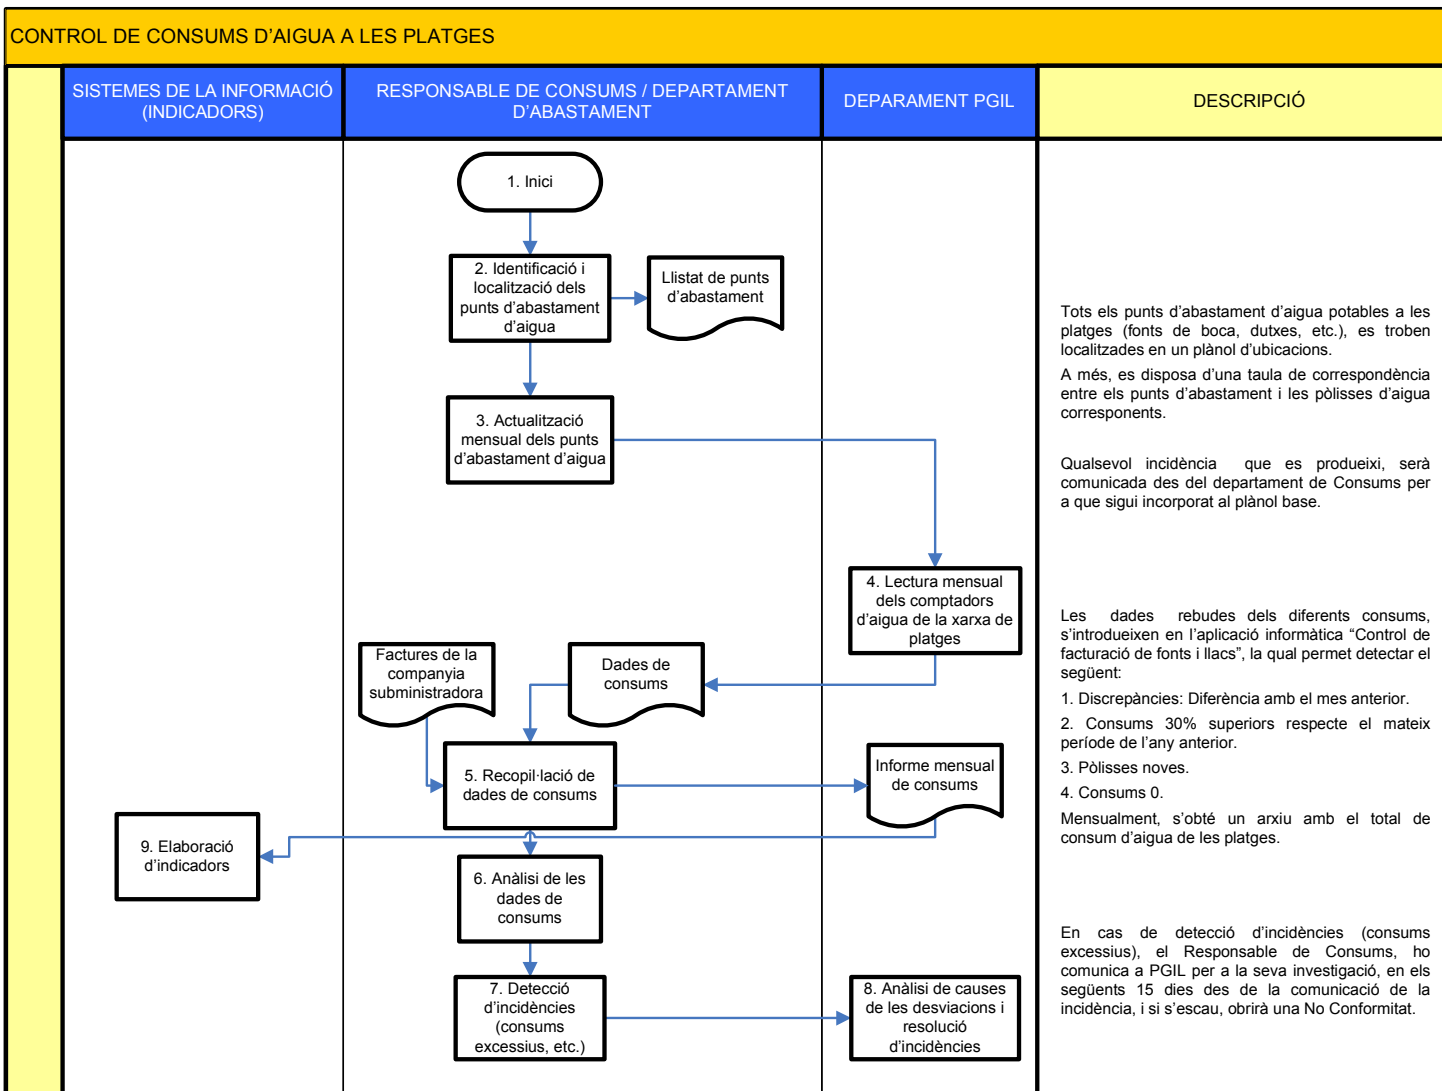 CONTROL DE CONSUMS D'AIGUA A LES PLATGES
SISTEMES DE LA INFORMACIÓ
(INDICADORS)
RESPONSABLE DE CONSUMS / DEPARTAMENT
D'ABASTAMENT
DEPARAMENT PGIL
DESCRIPCIÓ
1. Inici
2. Identificació i
localització dels
punts d'abastament
d'aigua
Llistat de punts
d'abastament
3. Actualització
mensual dels punts
d'abastament d'aigua
4. Lectura mensual
dels comptadors
d'aigua de la xarxa de
platges
Factures de la
companyia
subministradora
Dades de
consums
5. Recopil·lació de
dades de consums
Informe mensual
de consums
9. Elaboració
d'indicadors
6. Anàlisi de les
dades de
consums
7. Detecció
d'incidències
(consums
excessius, etc.)
8. Anàlisi de causes
de les desviacions i
resolució
d'incidències
Tots els punts d'abastament d'aigua potables a les
platges (fonts de boca, dutxes, etc.), es troben
localitzades en un plànol d'ubicacions.
A més, es disposa d'una taula de correspondència
entre els punts d'abastament i les pòlisses d'aigua
corresponents.
Qualsevol incidència que es produeixi, serà
comunicada des del departament de Consums per
a que sigui incorporat al plànol base.
Les dades rebudes dels diferents consums,
s'introdueixen en l'aplicació informàtica “Control de
facturació de fonts i llacs”, la qual permet detectar el
següent:
1. Discrepàncies: Diferència amb el mes anterior.
2. Consums 30% superiors respecte el mateix
període de l'any anterior.
3. Pòlisses noves.
4. Consums 0.
Mensualment, s'obté un arxiu amb el total de
consum d'aigua de les platges.
En cas de detecció d'incidències (consums
excessius), el Responsable de Consums, ho
comunica a PGIL per a la seva investigació, en els
següents 15 dies des de la comunicació de la
incidència, i si s'escau, obrirà una No Conformitat.